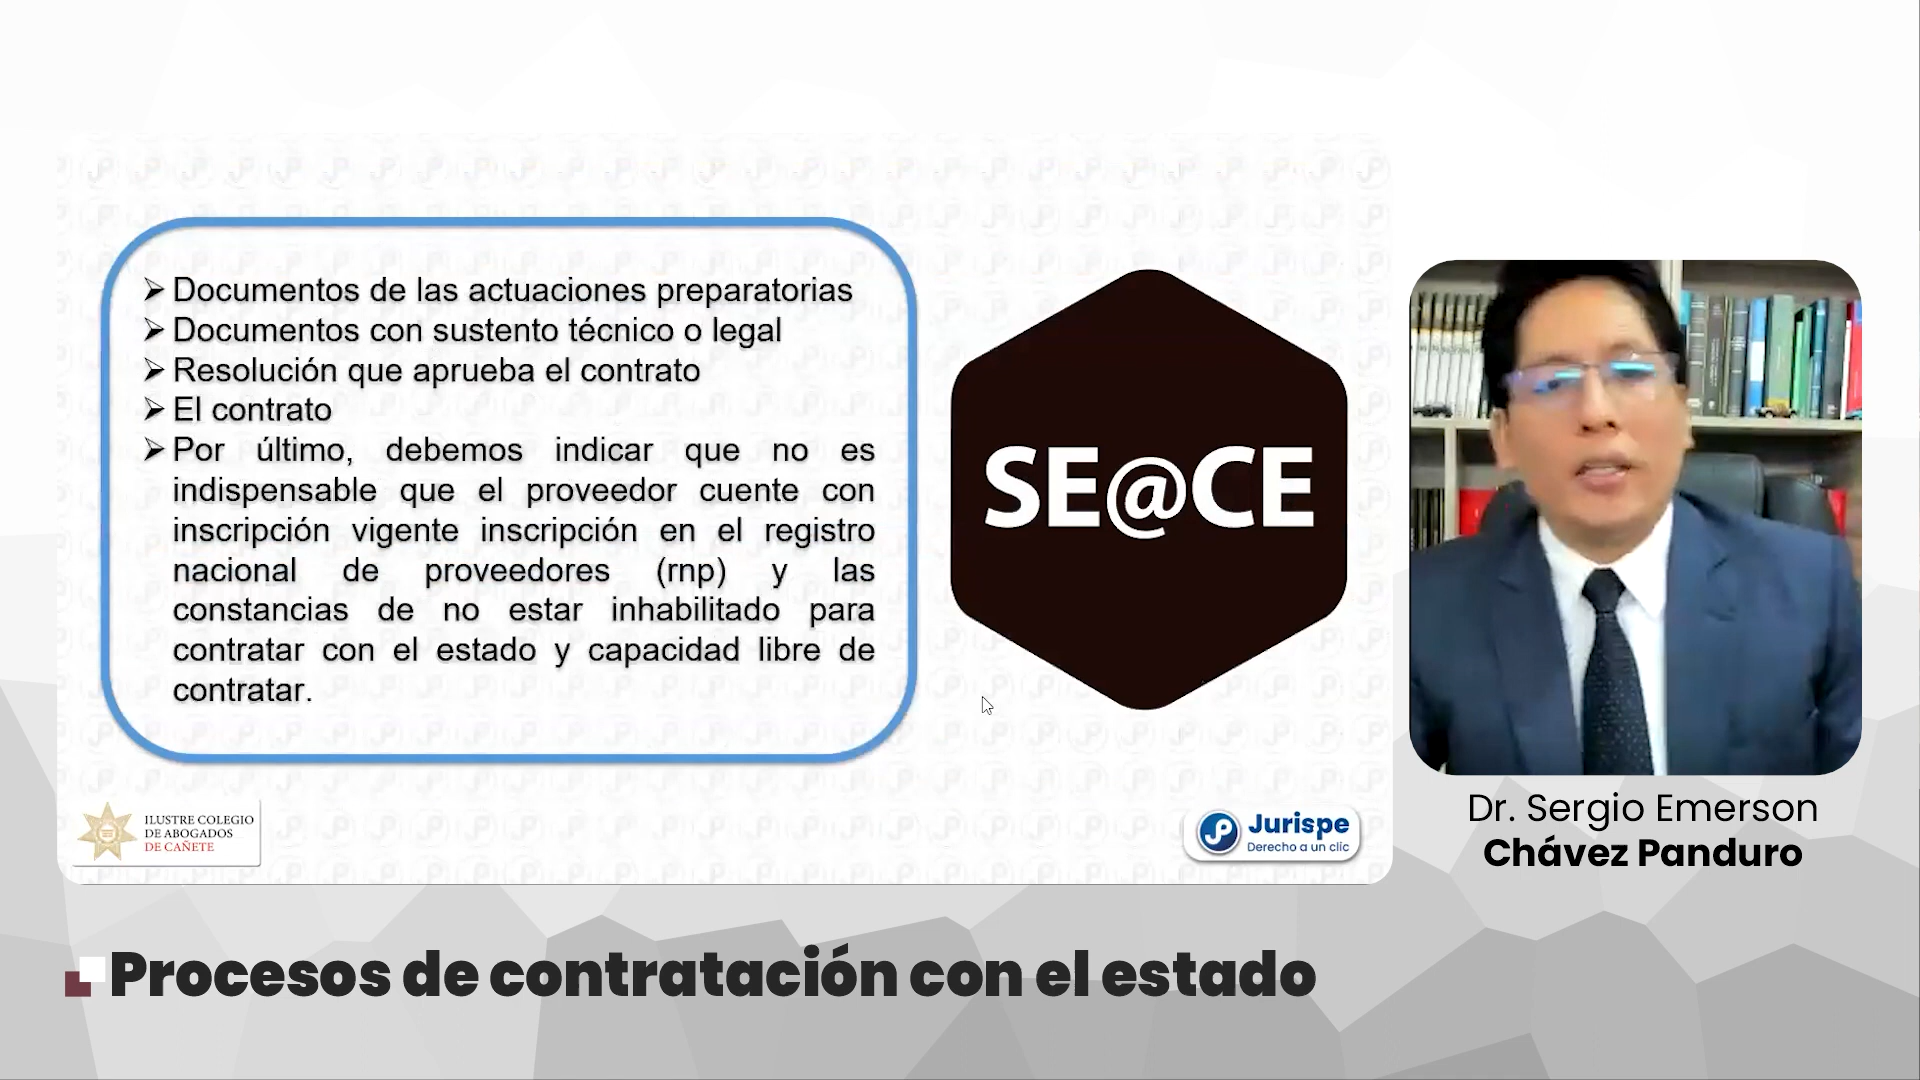 Documentos de las actuaciones preparatorias
Documentos con sustento técnico o legal
Resolución que aprueba el contrato
El contrato
Por último, debemos indicar que no es
indispensable que el proveedor cuente con
inscripción vigente inscripción en el registro
nacional de proveedores (rnp) y las
constancias de no estar inhabilitado para
contratar con el estado y capacidad libre de
contratar.
SE@CE
ILUSTRE COLEGIO
DE ABOGADOS
DE CAÑETE
JP
Jurispe
Derecho a un clic
Dr. Sergio Emerson
Chávez Panduro
Procesos de contratación con el estado